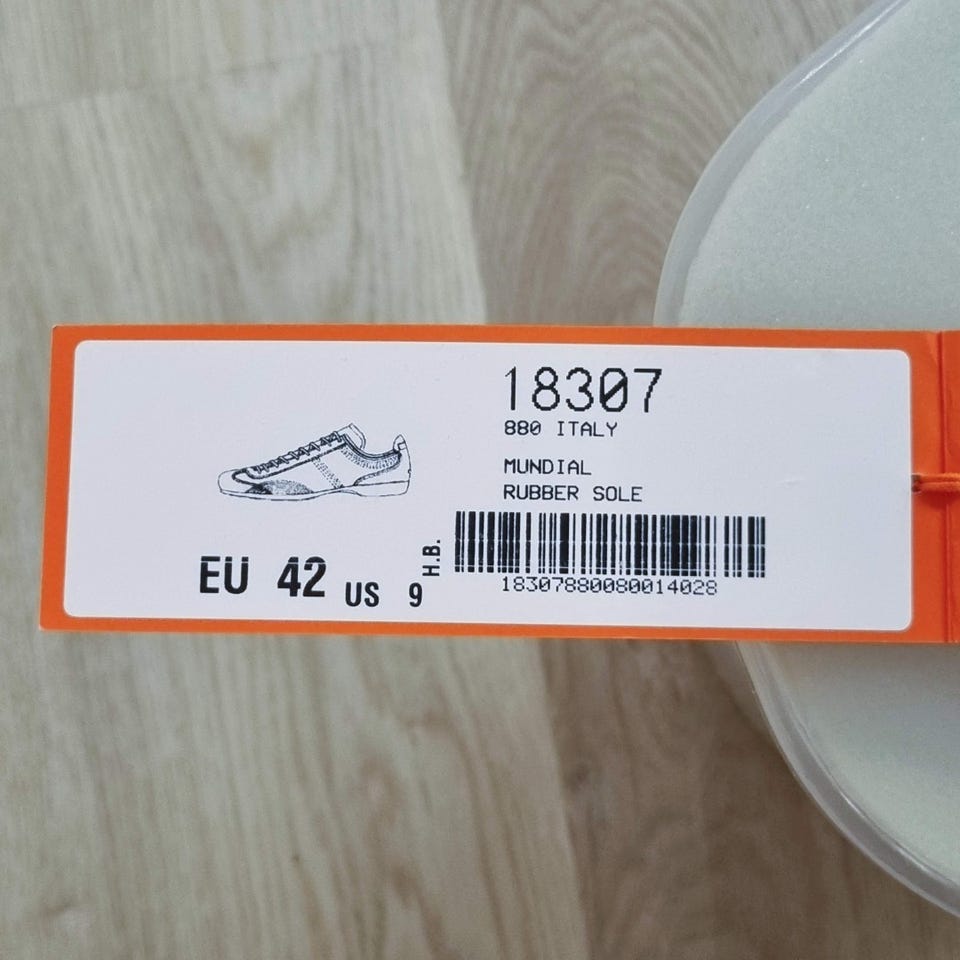 18307
880 ITALY
MUNDIAL
RUBBER SOLE
18307880080014028
EU 42 US 9
H.B.